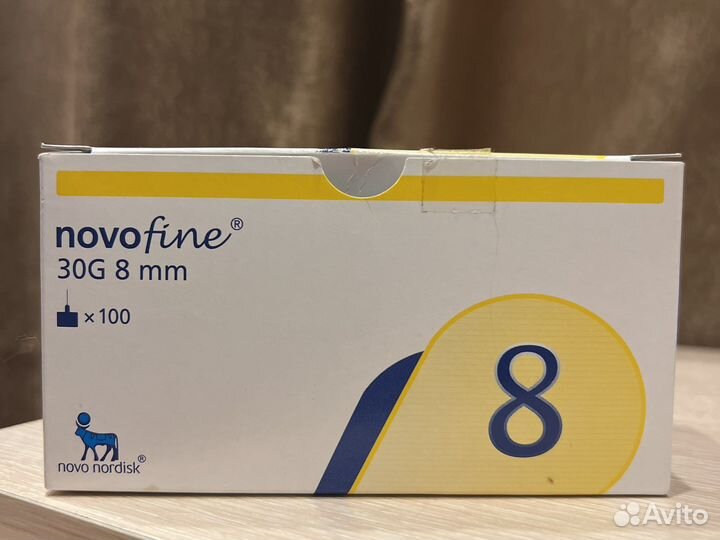 novofine®
30G 8 mm
×100
8
novo nordisk®
Avito